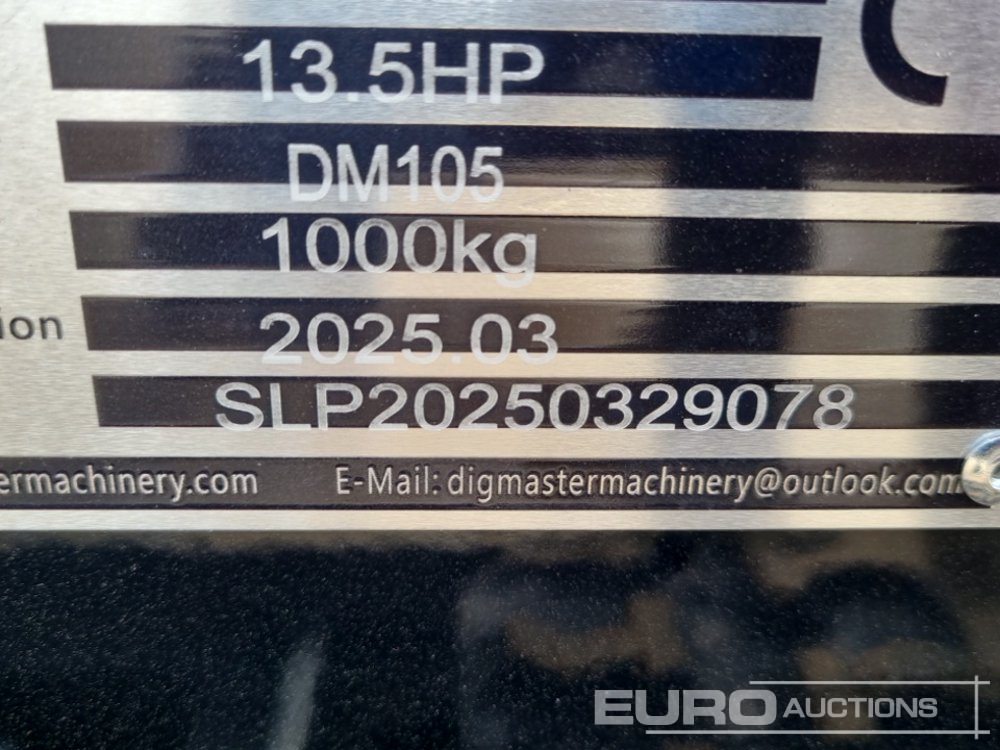 13.5HP
DM105
1000kg
ion 2025.03
SLP20250329078
ermachinery.com E-Mail: digmastermachinery@outlook.com
EURO AUCTIONS